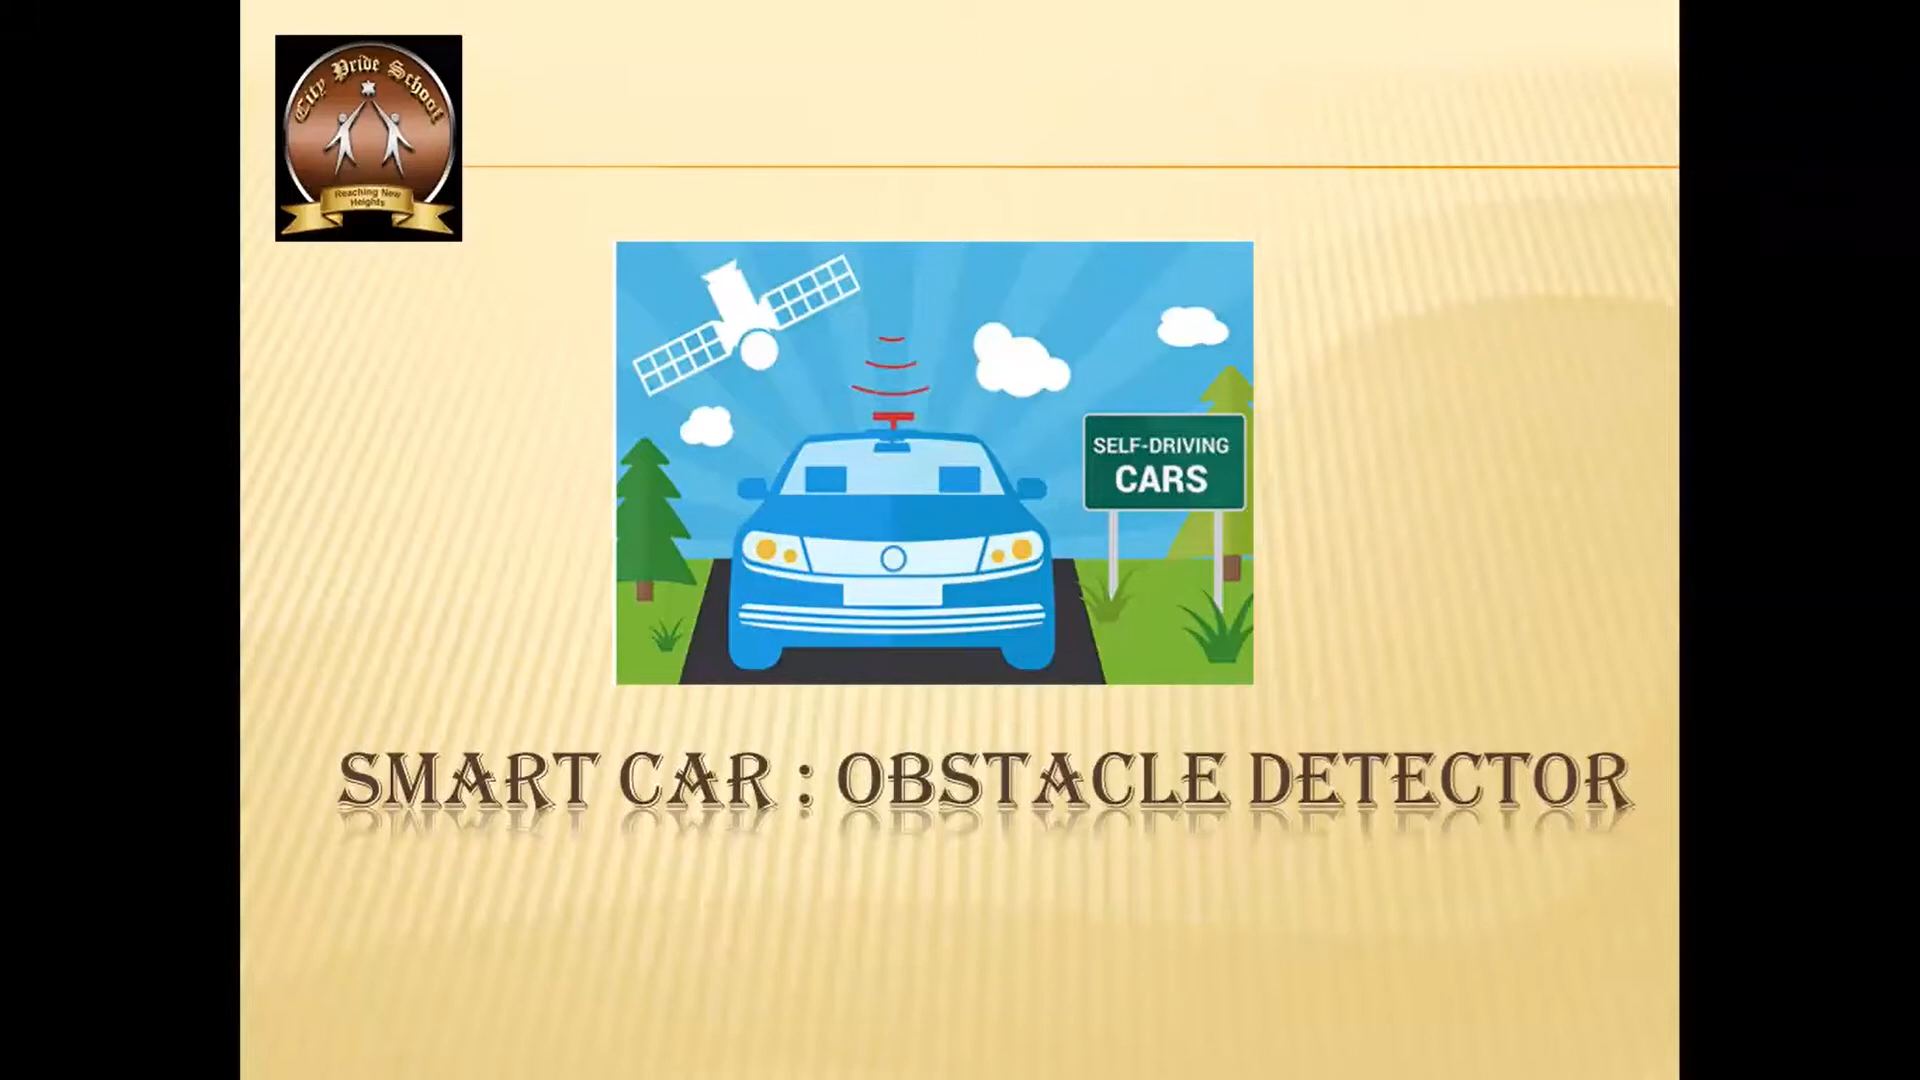 City Pride School
Reaching New
Heights
SELF-DRIVING
CARS
SMART CAR : OBSTACLE DETECTOR